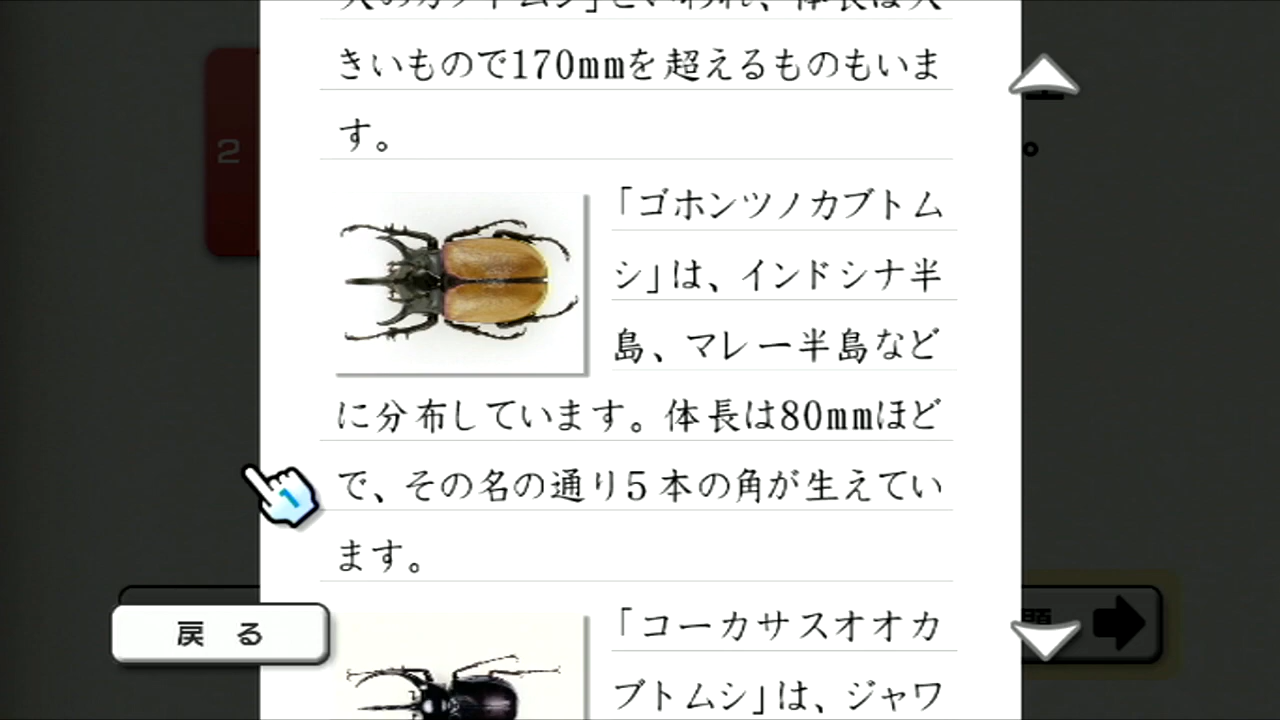 きいもので170mmを超えるものもいま
す。
2
「ゴホンツノカブトム
シ」は、インドシナ半
島、マレー半島など
に分布しています。体長は80mmほど
で、その名の通り5本の角が生えてい
ます。
1
戻る
「コーカサスオオカ
ブトムシ」は、ジャワ